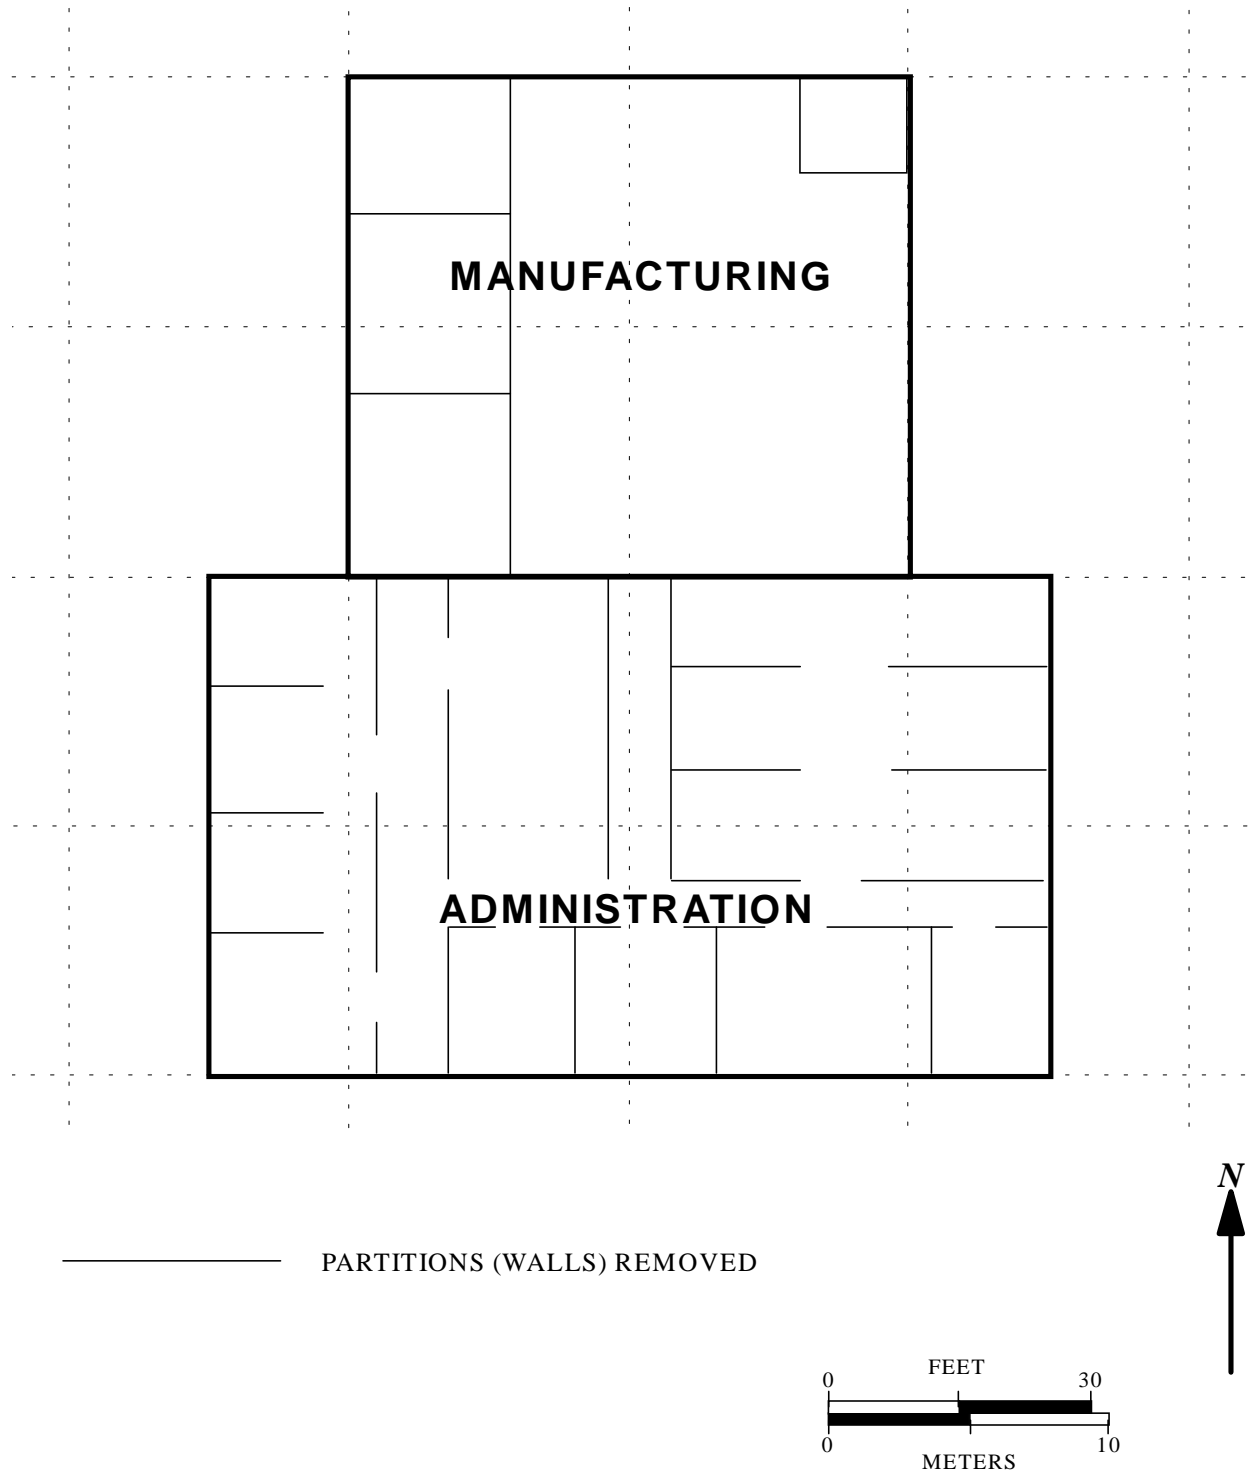 MANUFACTURING
ADMINISTRATION
N
PARTITIONS (WALLS) REMOVED
FEET
0 30
0 10
METERS